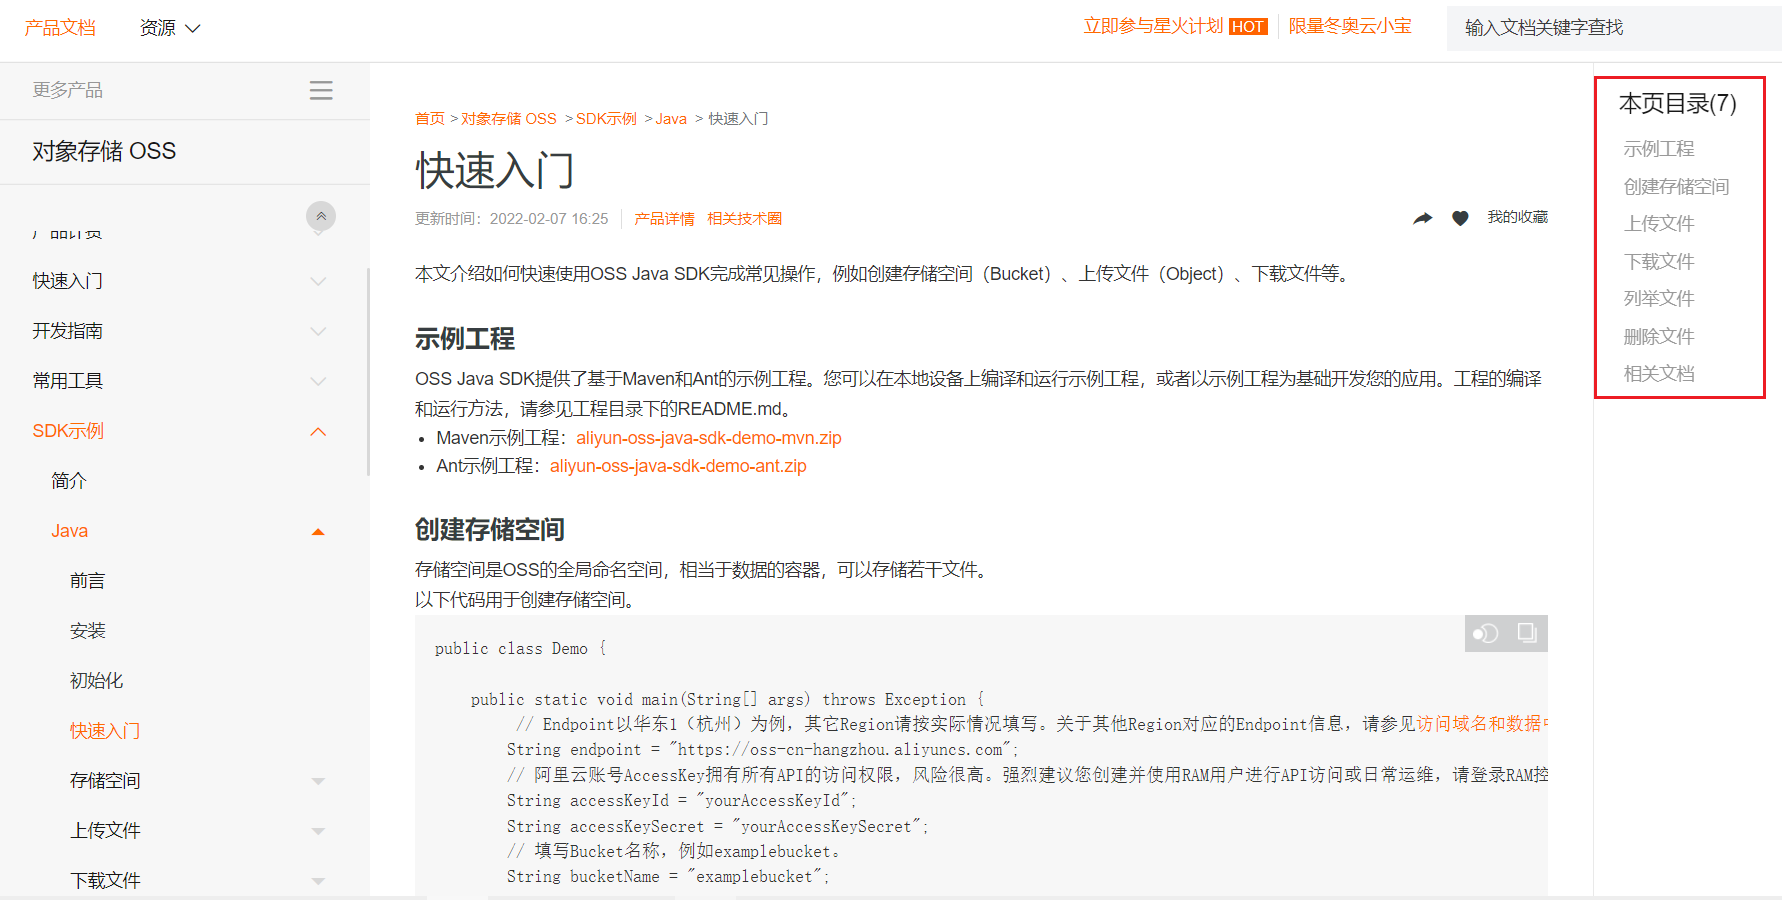 产品文档
资源
立即参与星火计划 HOT
限量冬奥云小宝
输入文档关键字查找
更多产品
对象存储 OSS
产品计费
快速入门
开发指南
常用工具
SDK示例
简介
Java
前言
安装
初始化
快速入门
存储空间
上传文件
下载文件
首页 > 对象存储 OSS > SDK示例 > Java > 快速入门
快速入门
更新时间：2022-02-07 16:25
产品详情
相关技术圈
我的收藏
本文介绍如何快速使用OSS Java SDK完成常见操作，例如创建存储空间（Bucket）、上传文件（Object）、下载文件等。
示例工程
OSS Java SDK提供了基于Maven和Ant的示例工程。您可以在本地设备上编译和运行示例工程，或者以示例工程为基础开发您的应用。工程的编译
和运行方法，请参见工程目录下的README.md。
• Maven示例工程：aliyun-oss-java-sdk-demo-mvn.zip
• Ant示例工程：aliyun-oss-java-sdk-demo-ant.zip
创建存储空间
存储空间是OSS的全局命名空间，相当于数据的容器，可以存储若干文件。
以下代码用于创建存储空间。
public class Demo {
public static void main(String[] args) throws Exception {
// Endpoint以华东1（杭州）为例，其它Region请按实际情况填写。关于其他Region对应的Endpoint信息，请参见访问域名和数据
String endpoint = "https://oss-cn-hangzhou.aliyuncs.com";
// 阿里云账号AccessKey拥有所有API的访问权限，风险很高。强烈建议您创建并使用RAM用户进行API访问或日常运维，请登录RAM控
String accessKeyId = "yourAccessKeyId";
String accessKeySecret = "yourAccessKeySecret";
// 填写Bucket名称，例如examplebucket。
String bucketName = "examplebucket";
本页目录(7)
示例工程
创建存储空间
上传文件
下载文件
列举文件
删除文件
相关文档